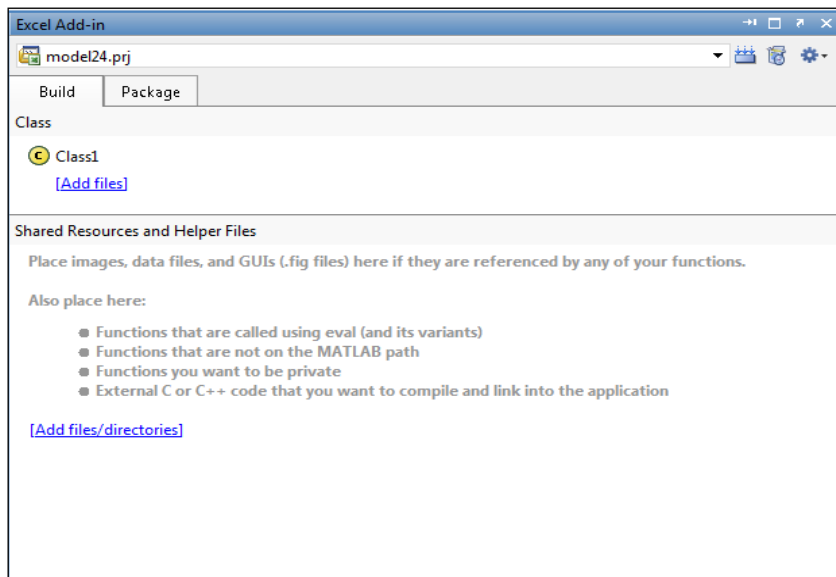 Excel Add-in
model24.prj
Build Package
Class
C Class1
[Add files]
Shared Resources and Helper Files
Place images, data files, and GUIs (.fig files) here if they are referenced by any of your functions.
Also place here:
Functions that are called using eval (and its variants)
Functions that are not on the MATLAB path
Functions you want to be private
External C or C++ code that you want to compile and link into the application
[Add files/directories]